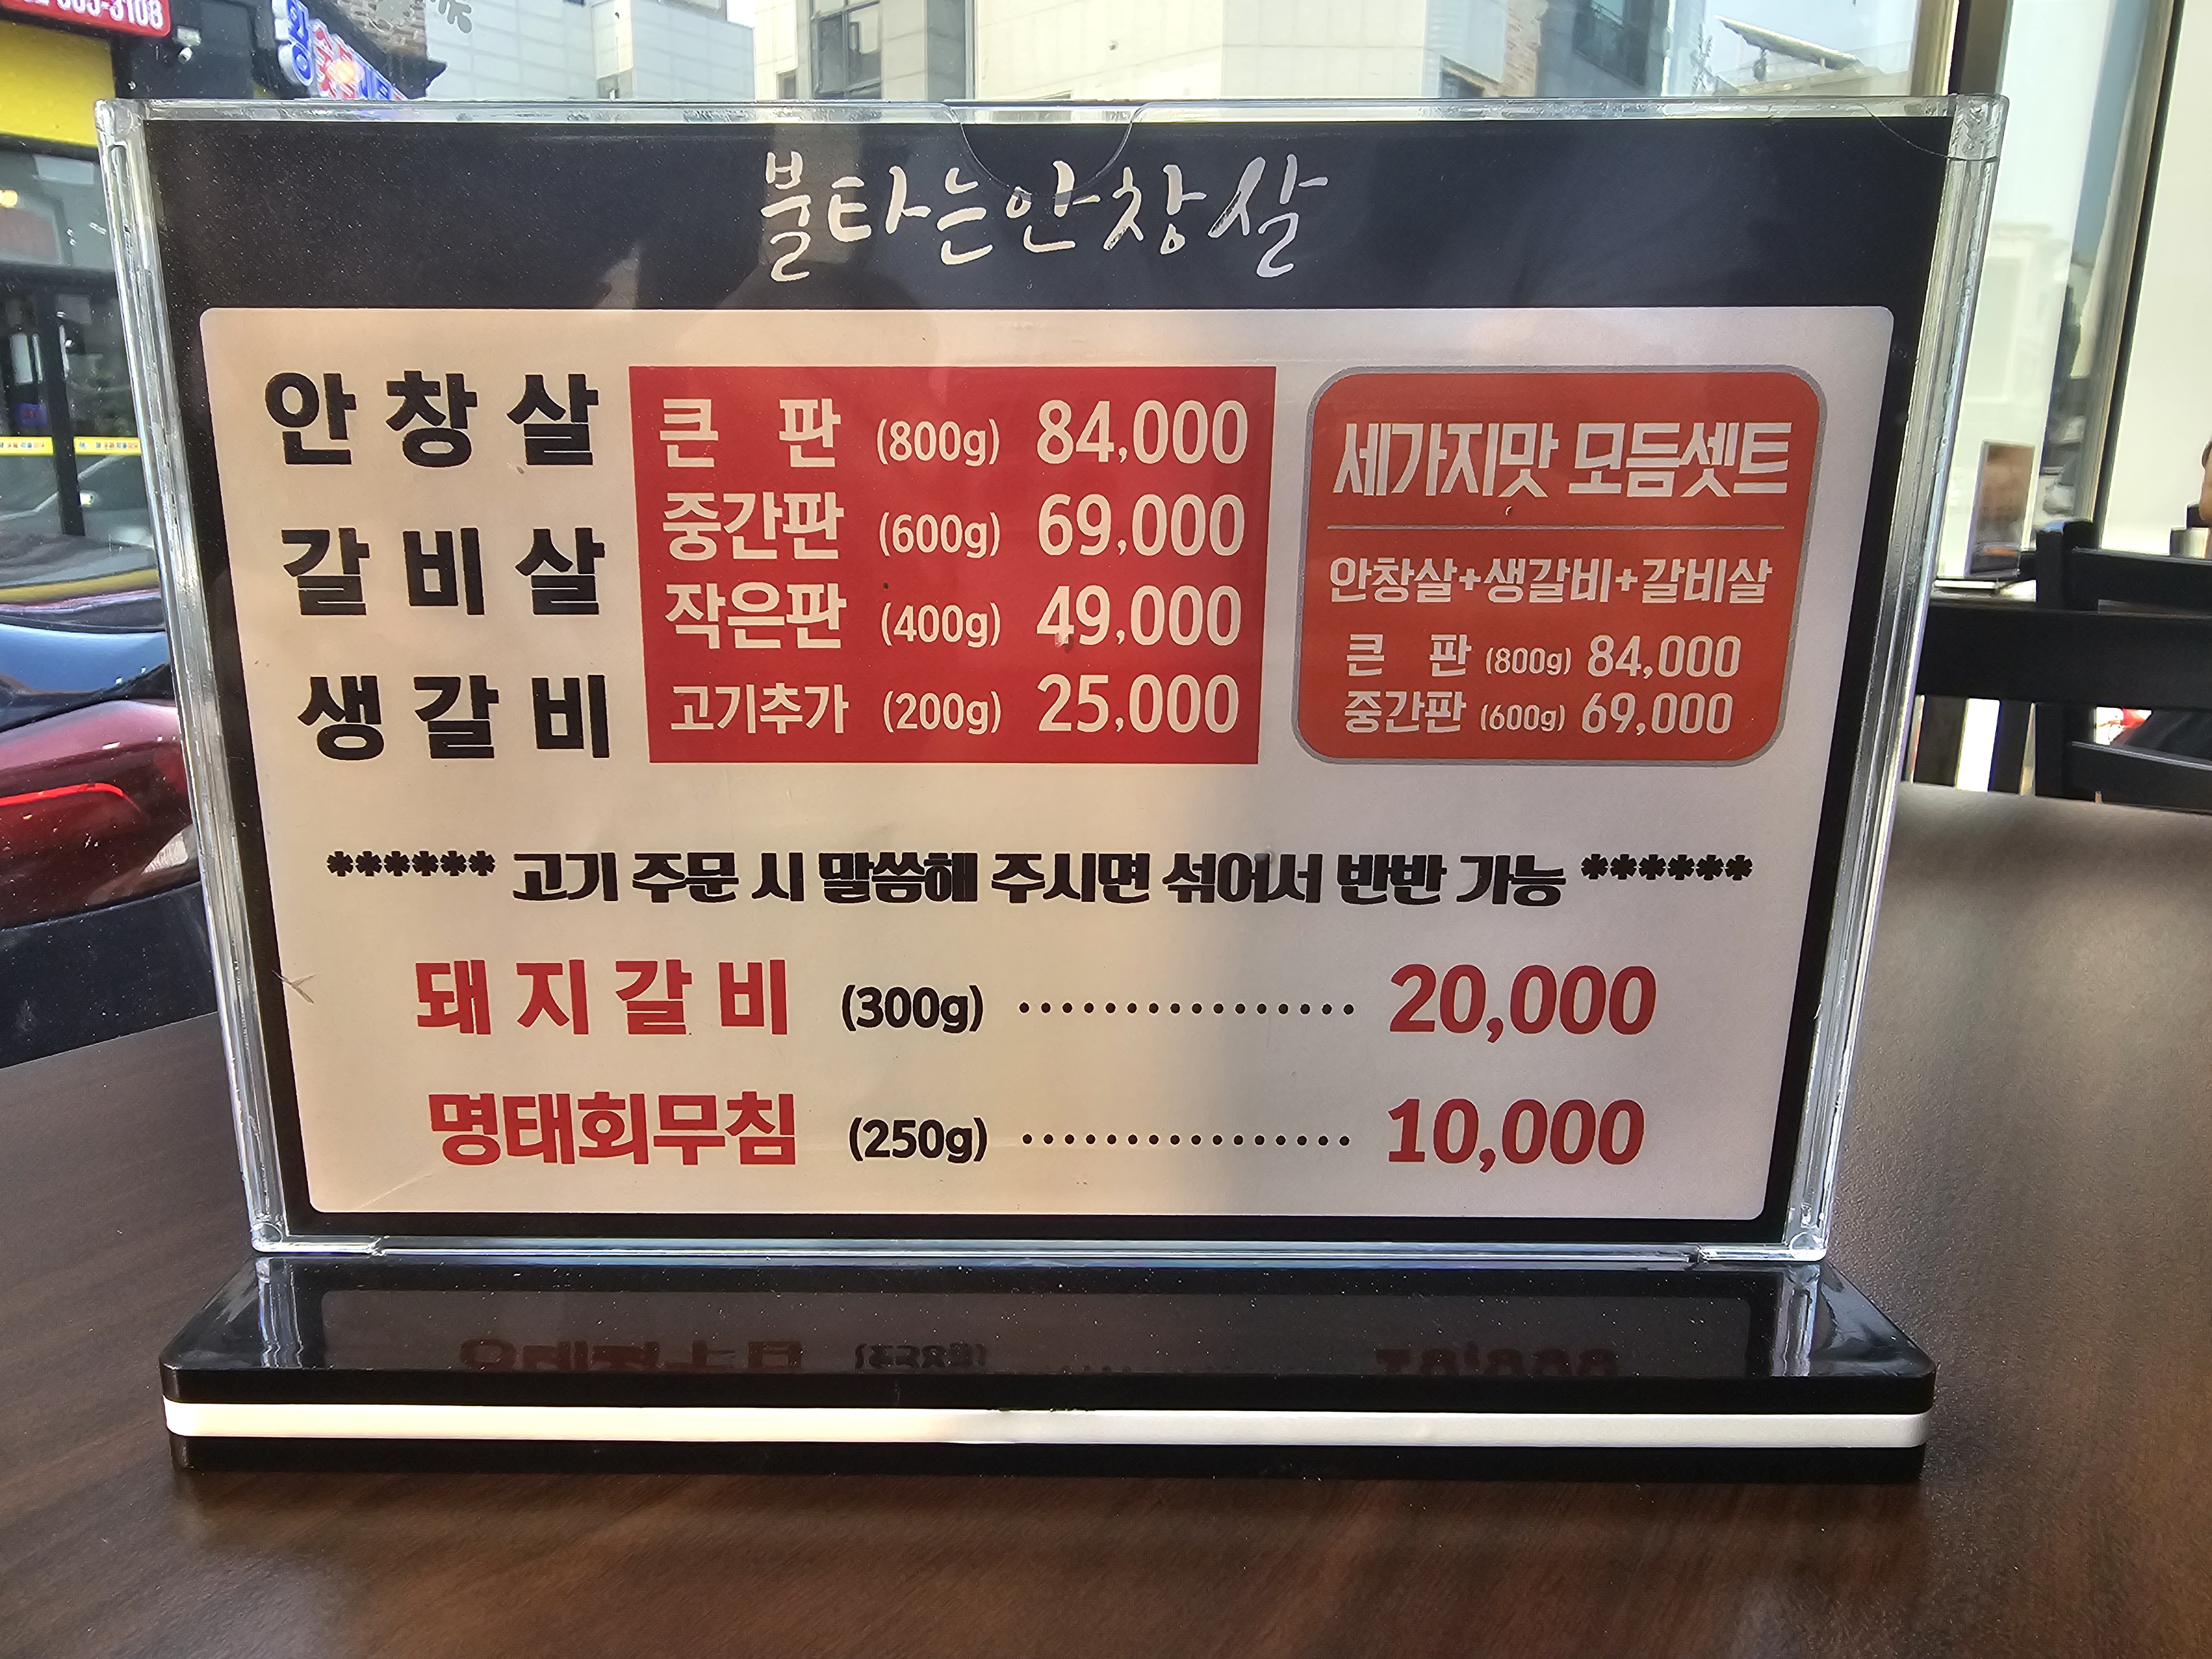 불타는안창살
안창살
갈비살
생갈비
큰 판 (800g) 84,000
중간판 (600g) 69,000
작은판 (400g) 49,000
고기추가 (200g) 25,000
세가지맛 모듬셋트
안창살+생갈비+갈비살
큰 판 (800g) 84,000
중간판 (600g) 69,000
****** 고기 주문 시 말씀해 주시면 섞어서 반반 가능 ******
돼지갈비 (300g) ................ 20,000
명태회무침 (250g) ................ 10,000